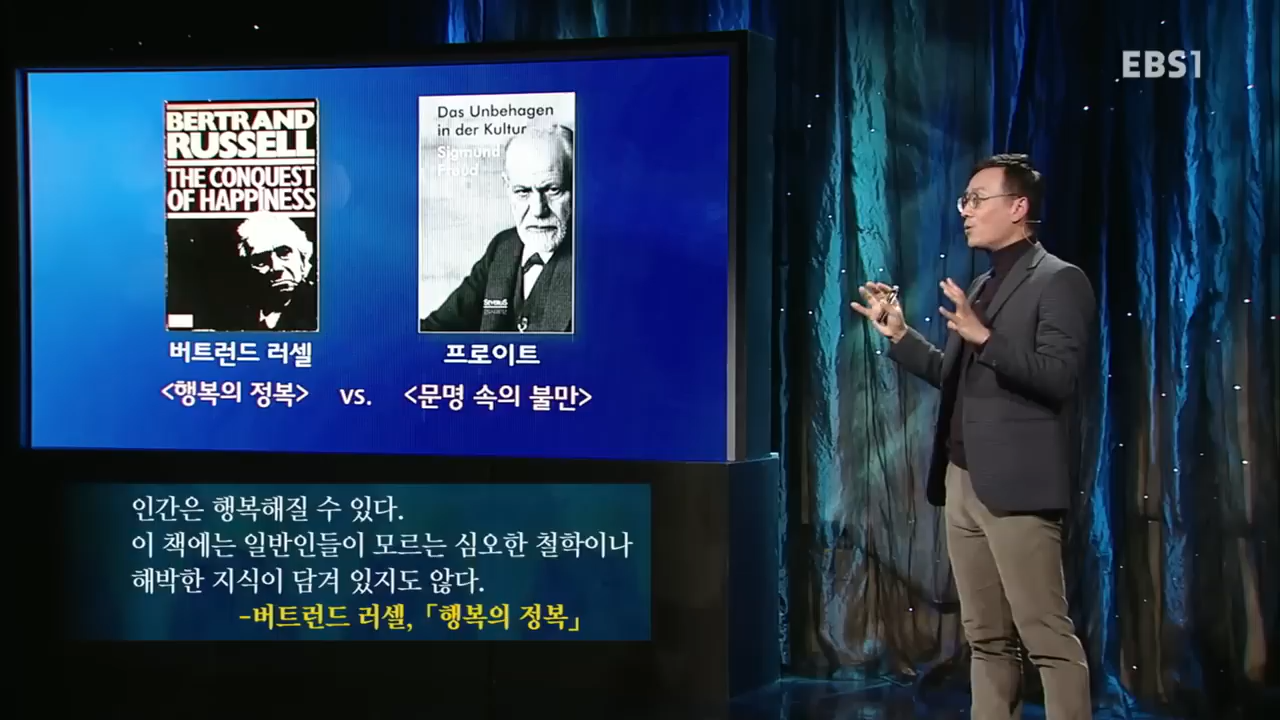 EBS1
BERTRAND
RUSSELL
THE CONQUEST
OF HAPPINESS
Das Unbehagen
in der Kultur
Sigmund
Freud
버트런드 러셀
프로이트
<행복의 정복> vs. <문명 속의 불만>
인간은 행복해질 수 있다.
이 책에는 일반인들이 모르는 심오한 철학이나
해박한 지식이 담겨 있지도 않다.
-버트런드 러셀, 「행복의 정복」